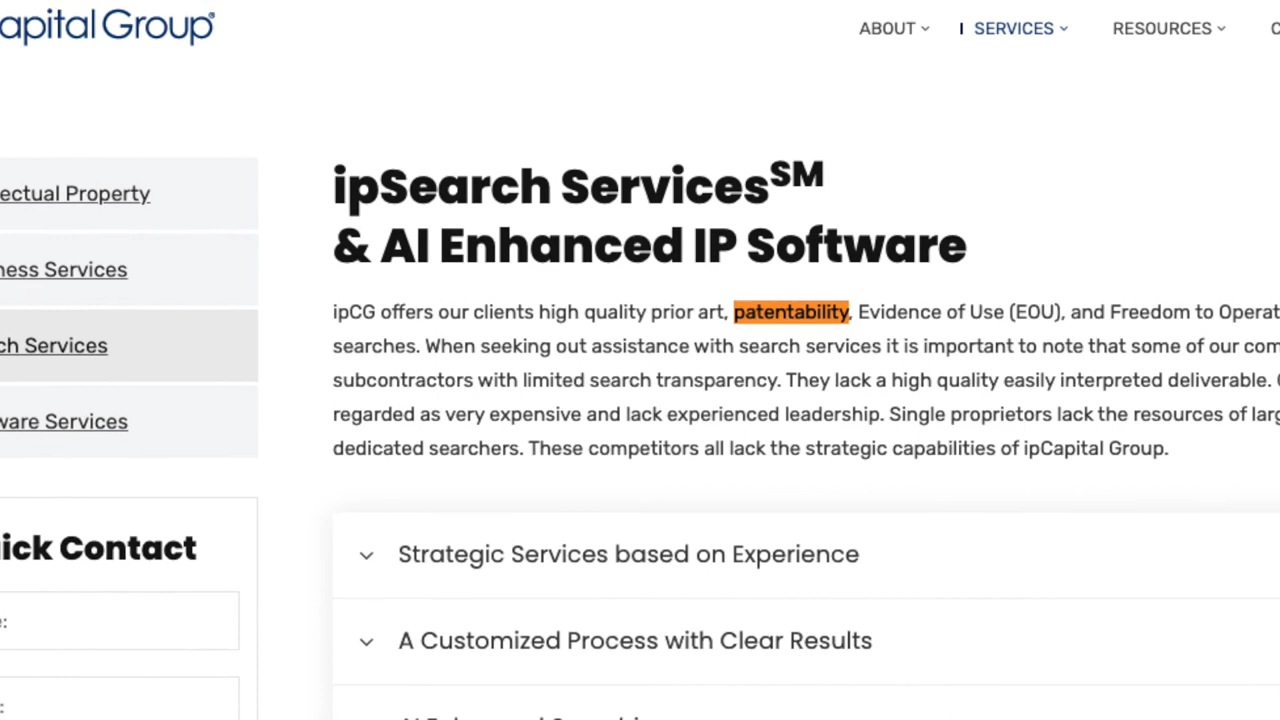 apital Group®
ABOUT
SERVICES
RESOURCES
ectual Property
ness Services
ch Services
ware Services
ick Contact
e:
:
ipSearch ServicesSM
& AI Enhanced IP Software
ipCG offers our clients high quality prior art, patentability, Evidence of Use (EOU), and Freedom to Operat
searches. When seeking out assistance with search services it is important to note that some of our com
subcontractors with limited search transparency. They lack a high quality easily interpreted deliverable.
regarded as very expensive and lack experienced leadership. Single proprietors lack the resources of larg
dedicated searchers. These competitors all lack the strategic capabilities of ipCapital Group.
Strategic Services based on Experience
A Customized Process with Clear Results